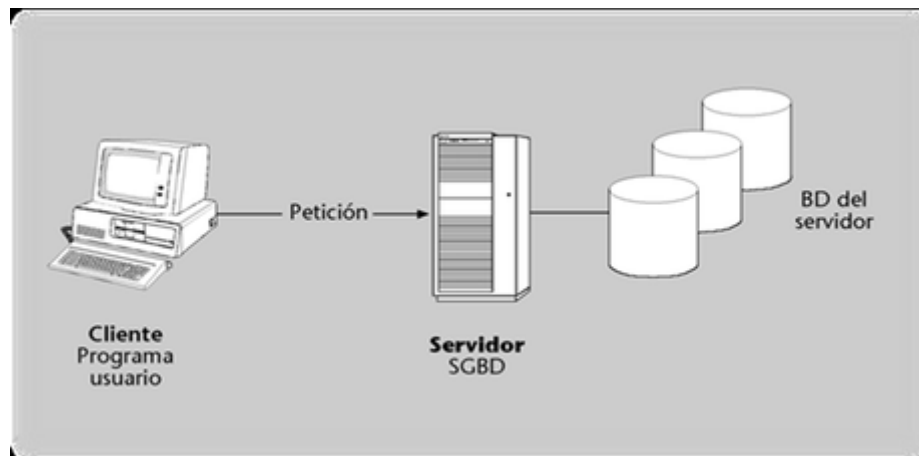 Petición
BD del
servidor
Cliente
Programa
usuario
Servidor
SGBD